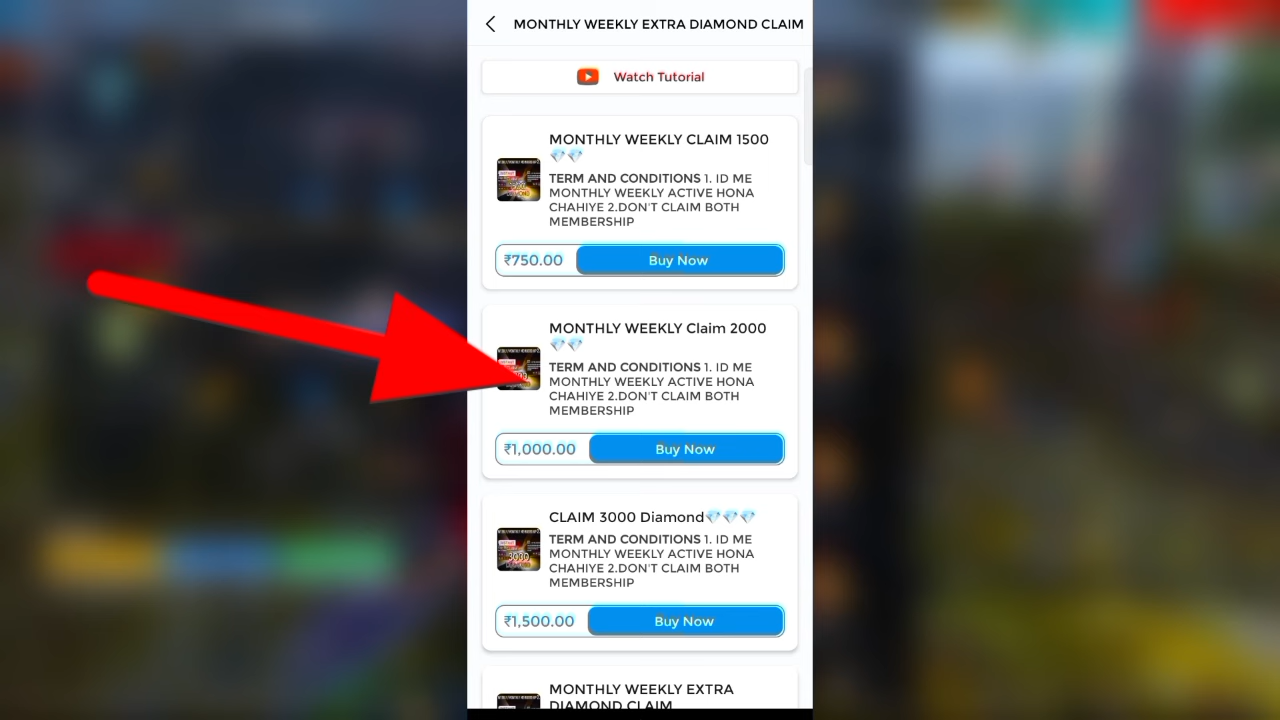 MONTHLY WEEKLY EXTRA DIAMOND CLAIM
Watch Tutorial
MONTHLY WEEKLY CLAIM 1500
💎💎
TERM AND CONDITIONS 1. ID ME
MONTHLY WEEKLY ACTIVE HONA
CHAHIYE 2.DON'T CLAIM BOTH
MEMBERSHIP
₹750.00 Buy Now
MONTHLY WEEKLY Claim 2000
💎💎
TERM AND CONDITIONS 1. ID ME
MONTHLY WEEKLY ACTIVE HONA
CHAHIYE 2.DON'T CLAIM BOTH
MEMBERSHIP
₹1,000.00 Buy Now
CLAIM 3000 Diamond💎💎💎
TERM AND CONDITIONS 1. ID ME
MONTHLY WEEKLY ACTIVE HONA
CHAHIYE 2.DON'T CLAIM BOTH
MEMBERSHIP
3000
₹1,500.00 Buy Now
MONTHLY WEEKLY EXTRA
DIAMOND CLAIM